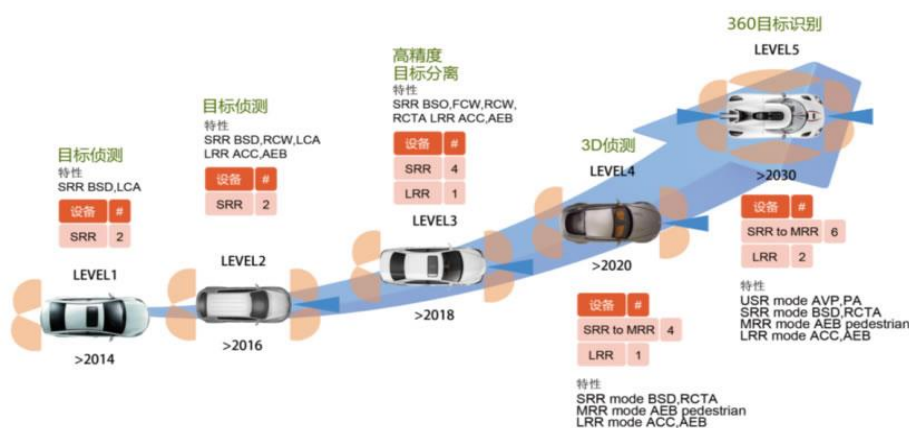 目标侦测
特性
SRR BSD,LCA
设备 #
SRR 2
LEVEL1
>2014
目标侦测
特性
SRR BSD,RCW,LCA
LRR ACC,AEB
设备 #
SRR 2
LEVEL2
>2016
高精度
目标分离
特性
SRR BSO,FCW,RCW,
RCTA LRR ACC,AEB
设备 #
SRR 4
LRR 1
LEVEL3
>2018
3D侦测
LEVEL4
>2020
设备 #
SRR to MRR 4
LRR 1
特性
SRR mode BSD,RCTA
MRR mode AEB pedestrian
LRR mode ACC,AEB
360目标识别
LEVEL5
>2030
设备 #
SRR to MRR 6
LRR 2
特性
USR mode AVP,PA
SRR mode BSD,RCTA
MRR mode AEB pedestrian
LRR mode ACC,AEB